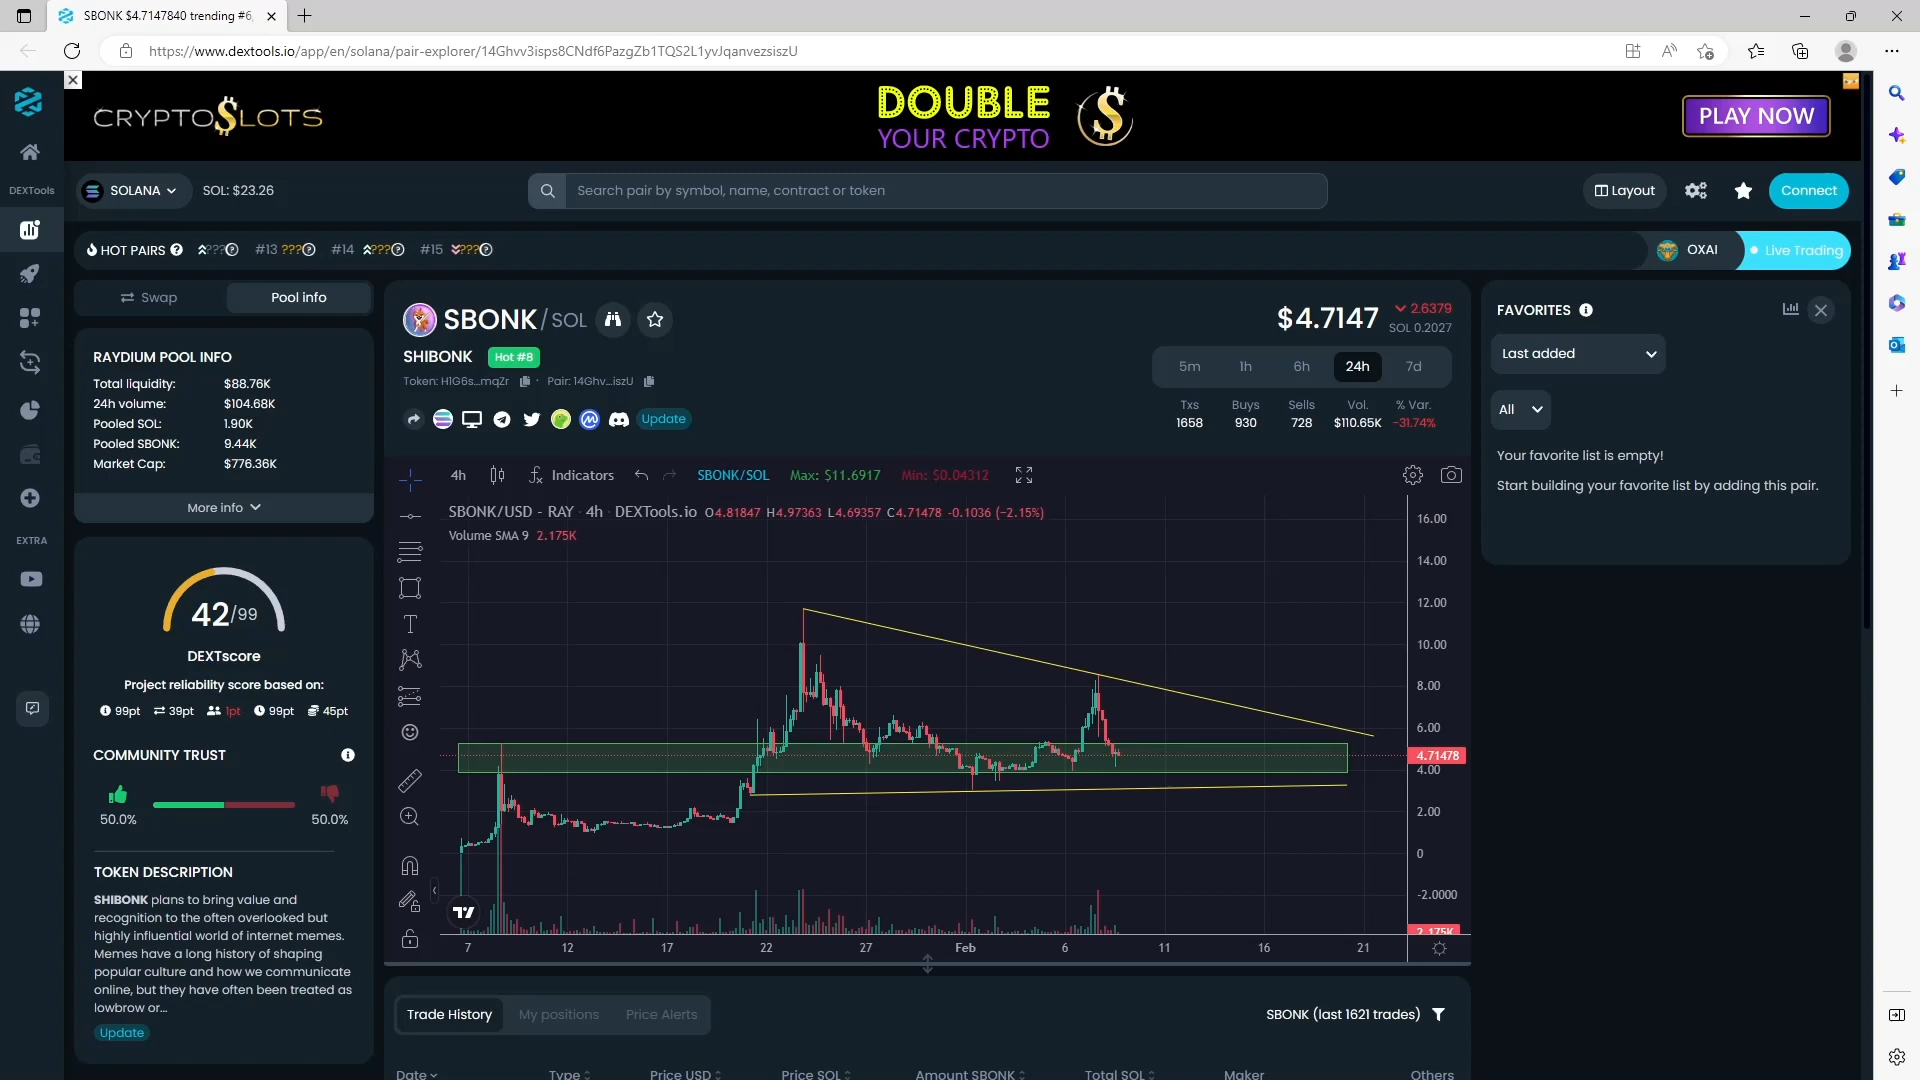 SBONK $4.7147840 trending #6
https://www.dextools.io/app/en/solana/pair-explorer/14Ghvv3isps8CNdf6PazgZb1TQS2L1yvJqanvezsiszU
CRYPTO$LOTS
DOUBLE
YOUR CRYPTO
$
PLAY NOW
DEXTools
SOLANA
SOL: $23.26
Search pair by symbol, name, contract or token
Layout
Connect
HOT PAIRS
???
#13 ???
#14 ???
#15 ???
OXAI
Live Trading
Swap
Pool info
RAYDIUM POOL INFO
Total liquidity: $88.76K
24h volume: $104.68K
Pooled SOL: 1.90K
Pooled SBONK: 9.44K
Market Cap: $776.36K
More info
EXTRA
42/99
DEXTscore
Project reliability score based on:
99pt 39pt 1pt 99pt 45pt
COMMUNITY TRUST
50.0% 50.0%
TOKEN DESCRIPTION
SHIBONK plans to bring value and
recognition to the often overlooked but
highly influential world of internet memes.
Memes have a long history of shaping
popular culture and how we communicate
online, but they have often been treated as
lowbrow or...
Update
SBONK/SOL
SHIBONK Hot #8
Token: H1G6s...mqZr · Pair: 14Ghv...iszU
Update
$4.7147
2.6379
SOL 0.2027
5m 1h 6h 24h 7d
Txs Buys Sells Vol. % Var.
1658 930 728 $110.65K -31.74%
4h
Indicators
SBONK/SOL
Max: $11.6917
Min: $0.04312
SBONK/USD - RAY · 4h · DEXTools.io O4.81847 H4.97363 L4.69357 C4.71478 -0.1036 (−2.15%)
Volume SMA 9 2.175K
16.00
14.00
12.00
10.00
8.00
6.00
4.71478
4.00
2.00
0
-2.0000
2.175K
7 12 17 22 27 Feb 6 11 16 21
Trade History
My positions
Price Alerts
SBONK (last 1621 trades)
Date Type Price USD Price SOL Amount SBONK Total SOL Maker Others
FAVORITES
Last added
All
Your favorite list is empty!
Start building your favorite list by adding this pair.